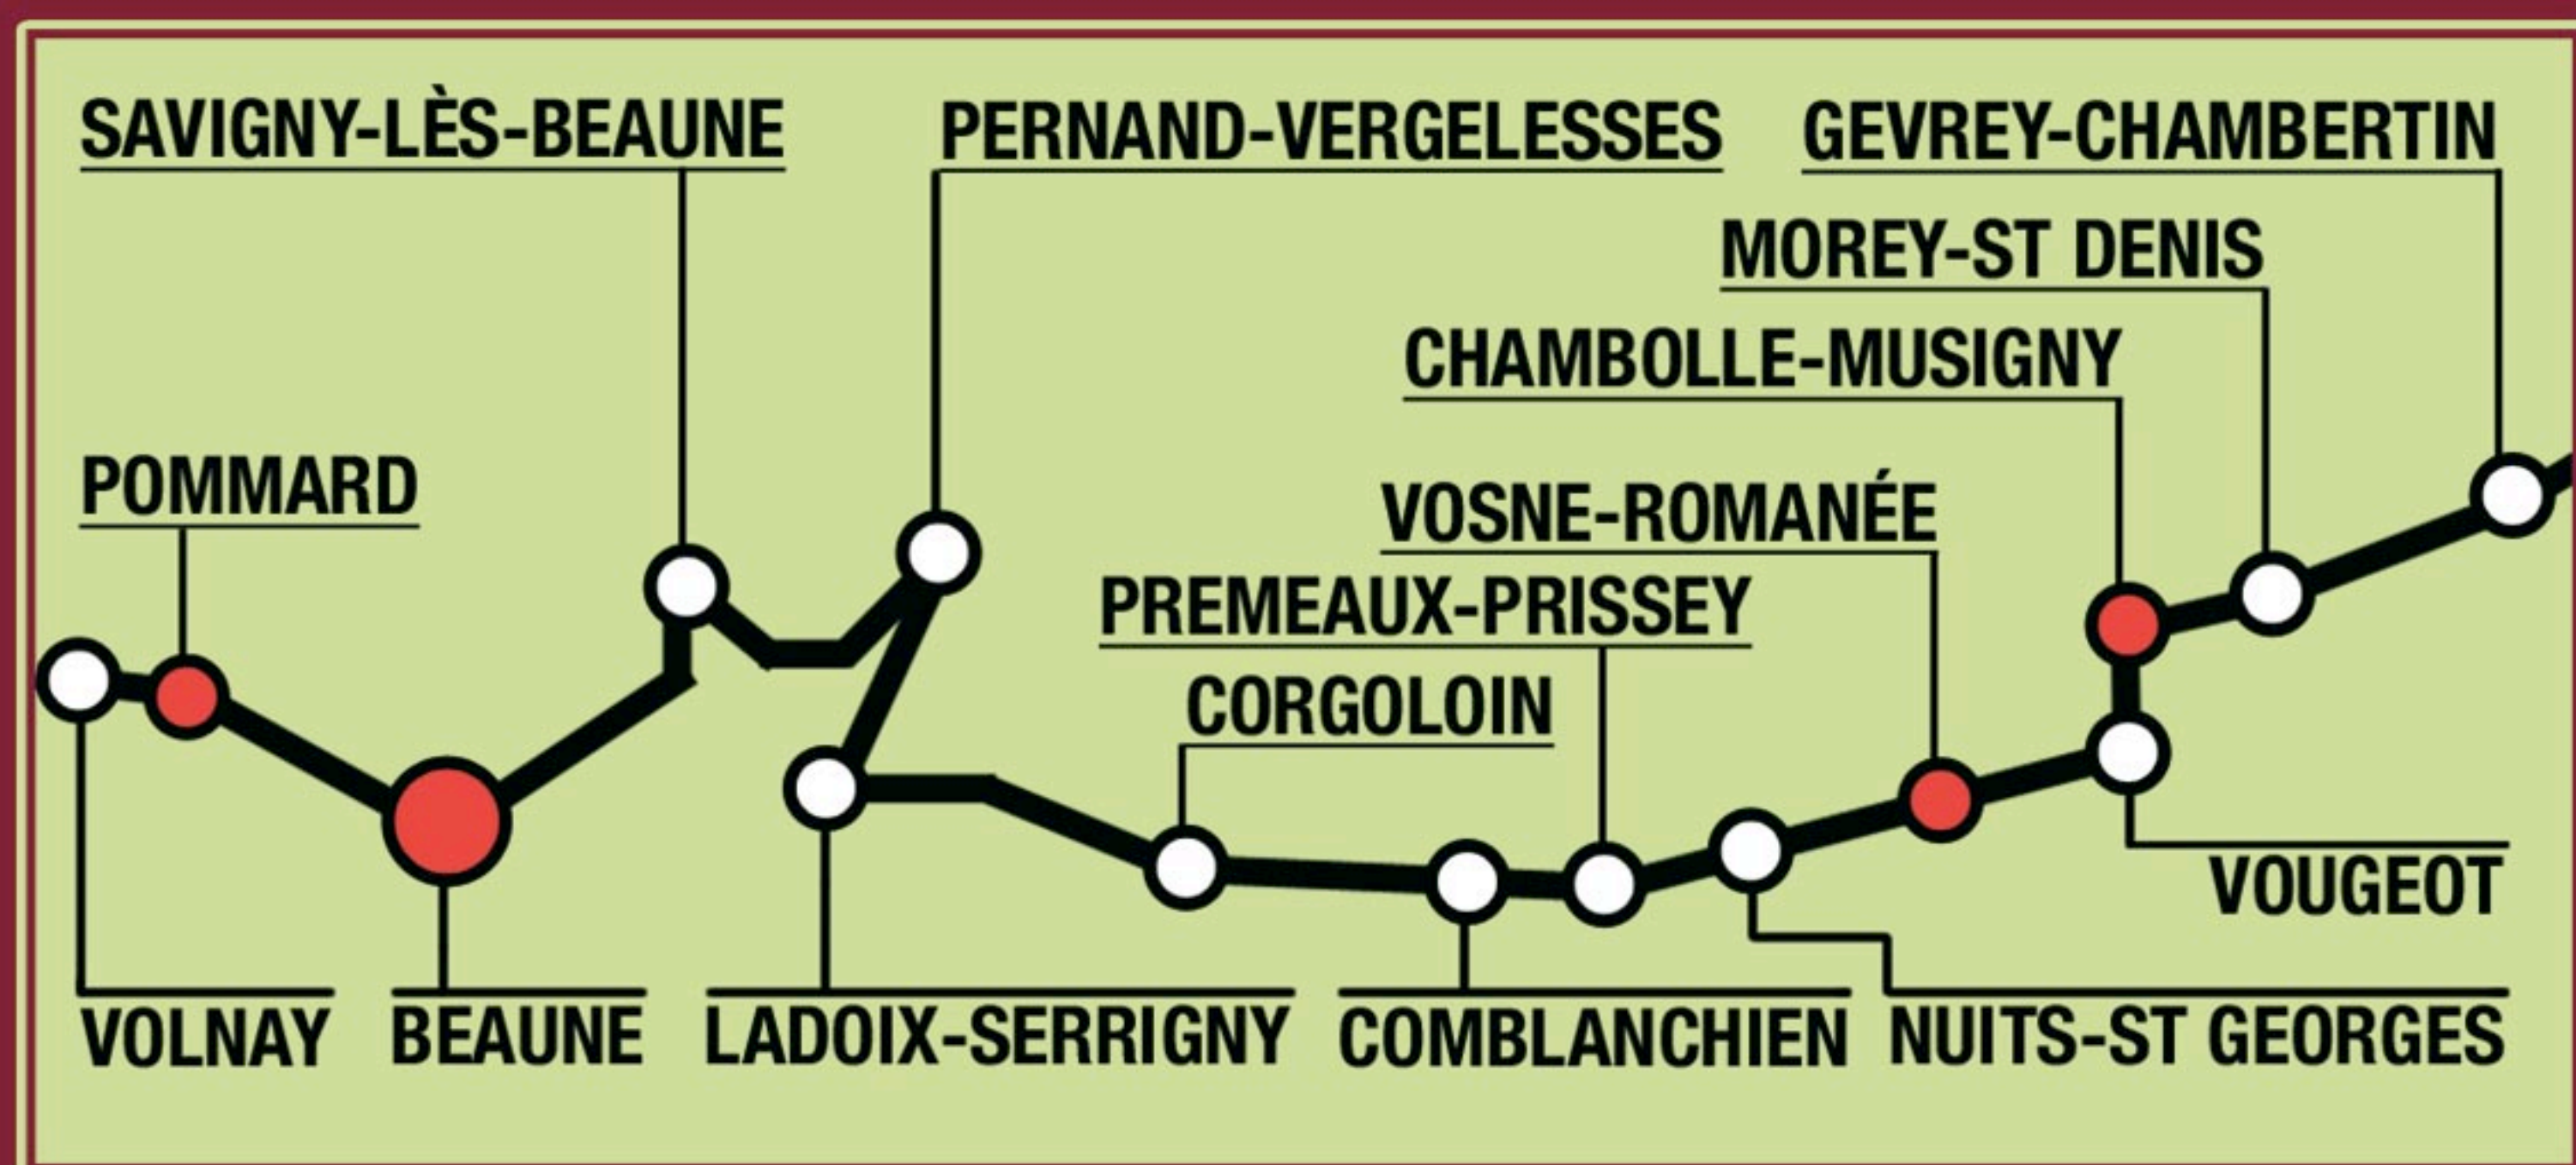 SAVIGNY-LÈS-BEAUNE
PERNAND-VERGELESSES
GEVREY-CHAMBERTIN
MOREY-ST DENIS
CHAMBOLLE-MUSIGNY
POMMARD
VOSNE-ROMANÉE
PREMEAUX-PRISSEY
CORGOLOIN
VOUGEOT
VOLNAY
BEAUNE
LADOIX-SERRIGNY
COMBLANCHIEN
NUITS-ST GEORGES